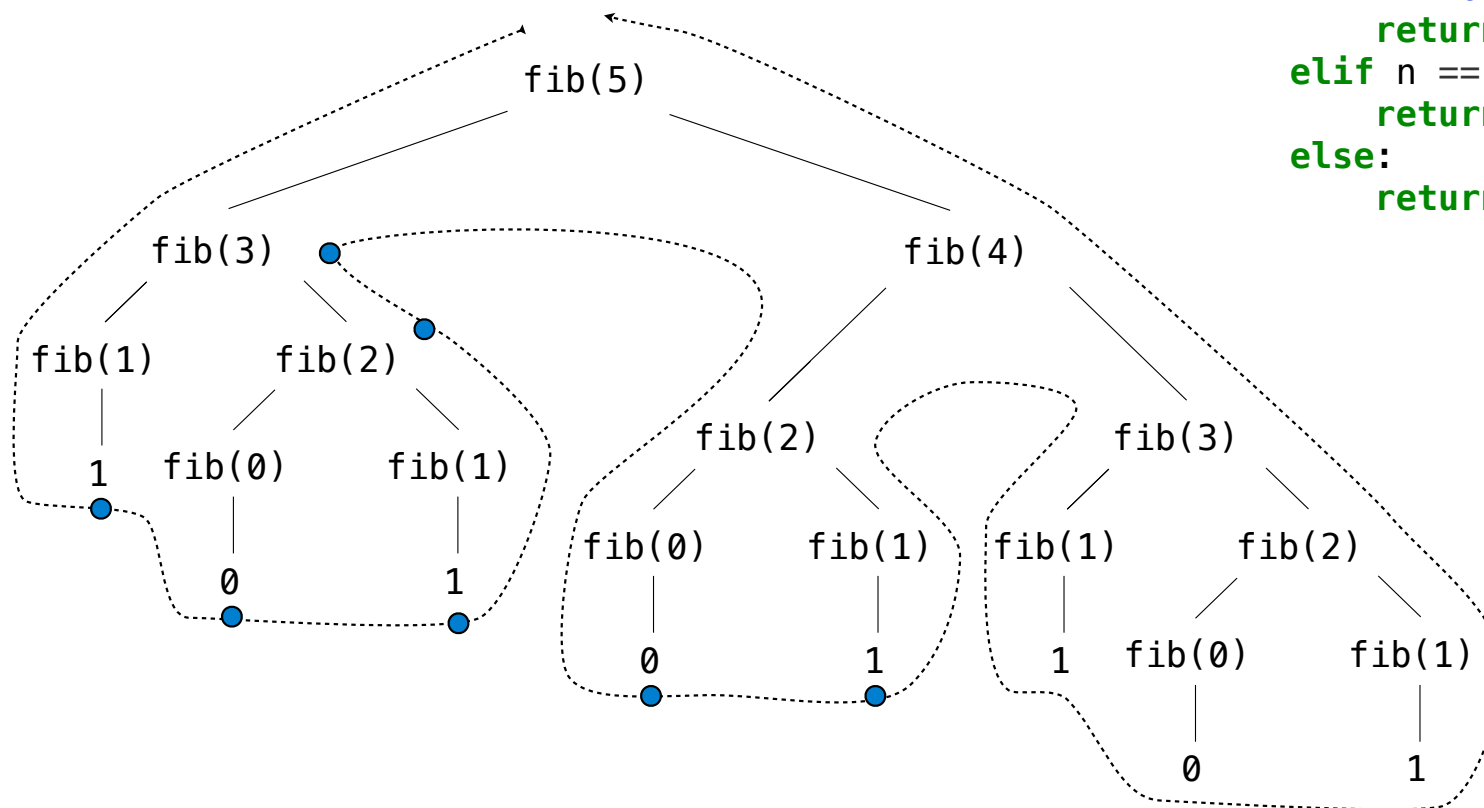 return
elif n ==
return
else:
return
fib(5)
fib(3) fib(4)
fib(1) fib(2)
fib(2) fib(3)
1 fib(0) fib(1)
fib(0) fib(1) fib(1) fib(2)
0 1
0 1 1 fib(0) fib(1)
0 1